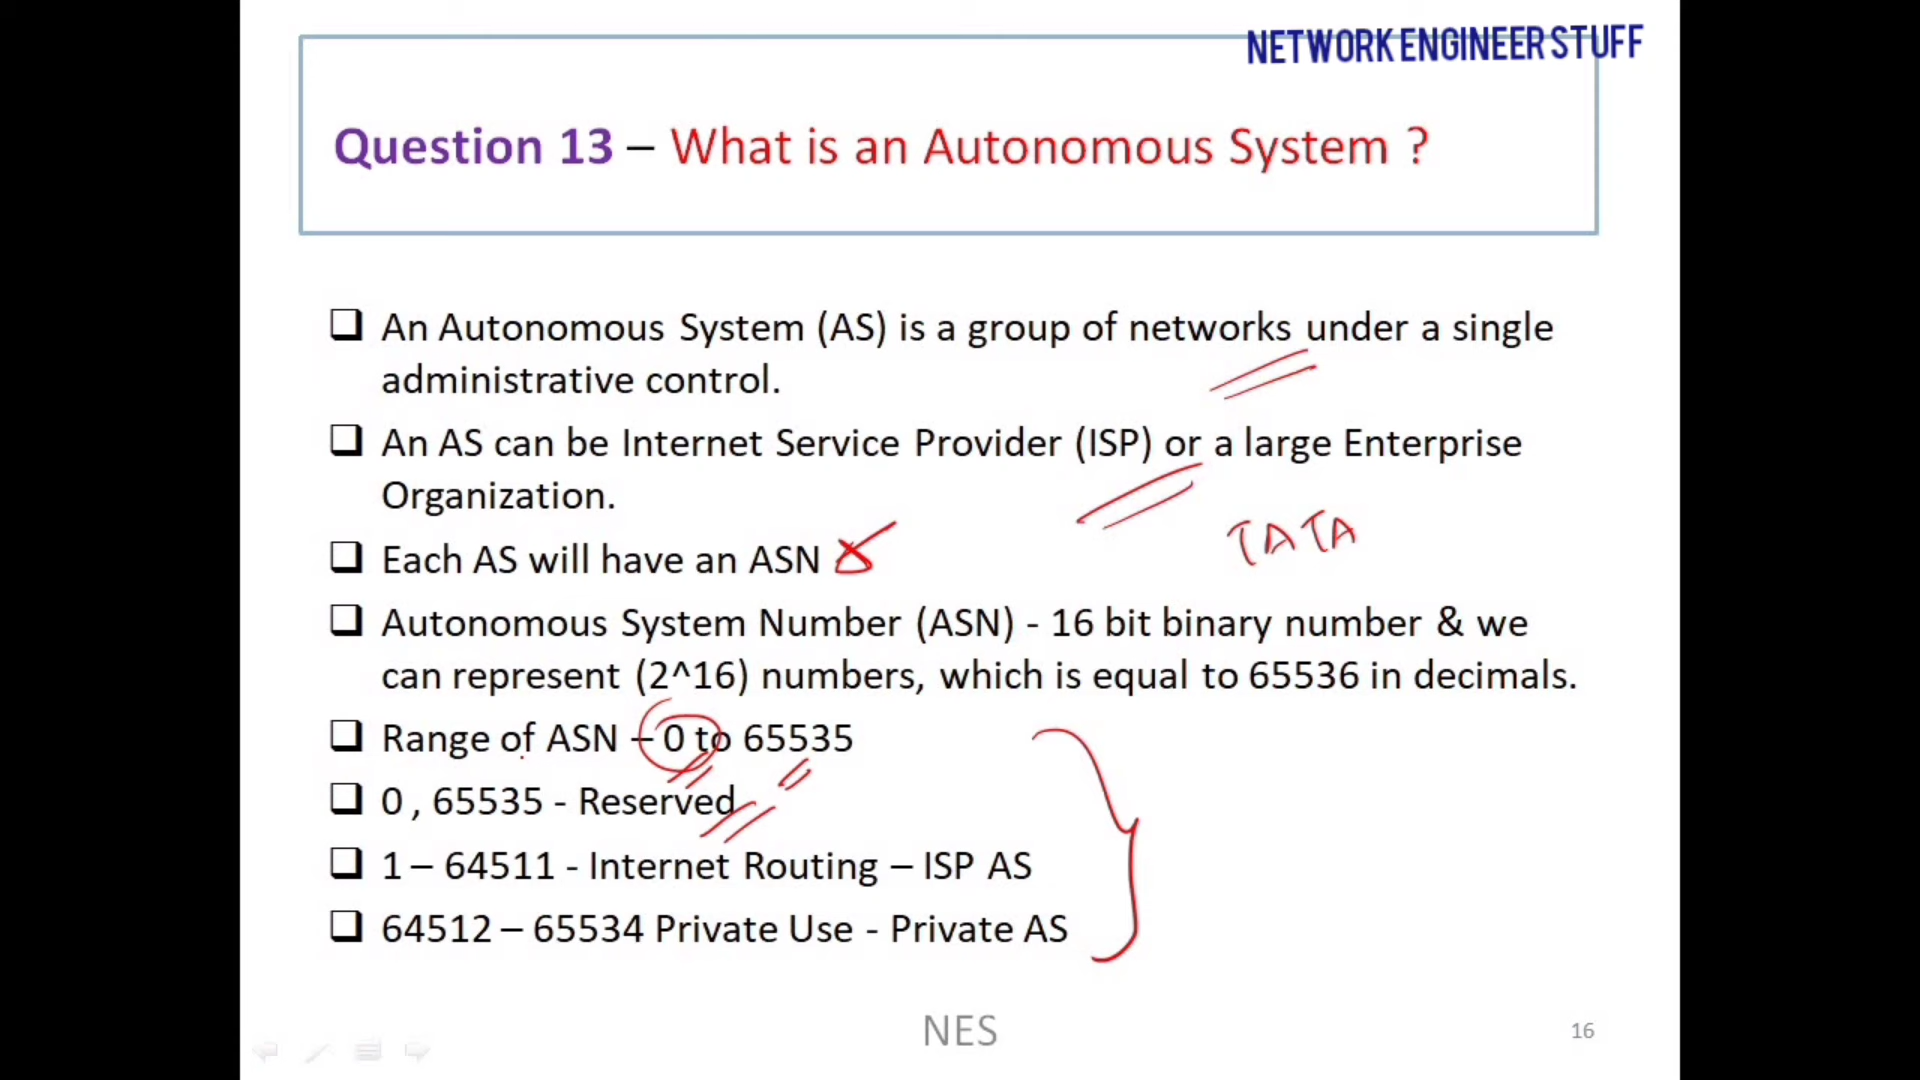 NETWORK ENGINEER STUFF
Question 13 – What is an Autonomous System ?
An Autonomous System (AS) is a group of networks under a single
administrative control.
An AS can be Internet Service Provider (ISP) or a large Enterprise
Organization.
TATA
Each AS will have an ASN
Autonomous System Number (ASN) - 16 bit binary number & we
can represent (2^16) numbers, which is equal to 65536 in decimals.
Range of ASN – 0 to 65535
0 , 65535 - Reserved
1 – 64511 - Internet Routing – ISP AS
64512 – 65534 Private Use - Private AS
NES
16